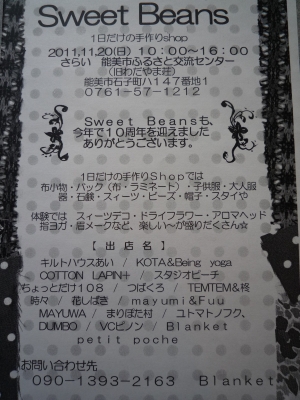 Sweet Beans
1日だけの手作りshop
2011,11,20(日) 10:00~16:00
さらい 能美市ふるさと交流センター
(旧わだやま荘)
能美市石子町ハ147番地1
0761-57-1212
Sweet Beansも、
今年で10周年を迎えました
ありがとうございます。
1日だけの手作りShopでは
布小物・バック(布・ラミネート)・子供服・大人服
器・石鹸・スィーツ・ビーズ・帽子・スタイや
体験では スィーツデコ・ドライフラワー・アロマヘッド
指ヨガ・眉メークなど、楽しい~が盛りだくさん☆
【 出 店 名 】
キルトハウスあい / KOTA&Being yoga
COTTON LAPIN+ / スタジオピーチ
ちょっとだけ108 / つばくろ / TEMTEM&柊
時々 / 花しばき / mayumi&Fuu
MAYUWA / まりぽた村 / ユトマトノフク、
DUMBO / VCビノン / Blanket
petit poche
お問い合わせ先
090-1393-2163 Blanket